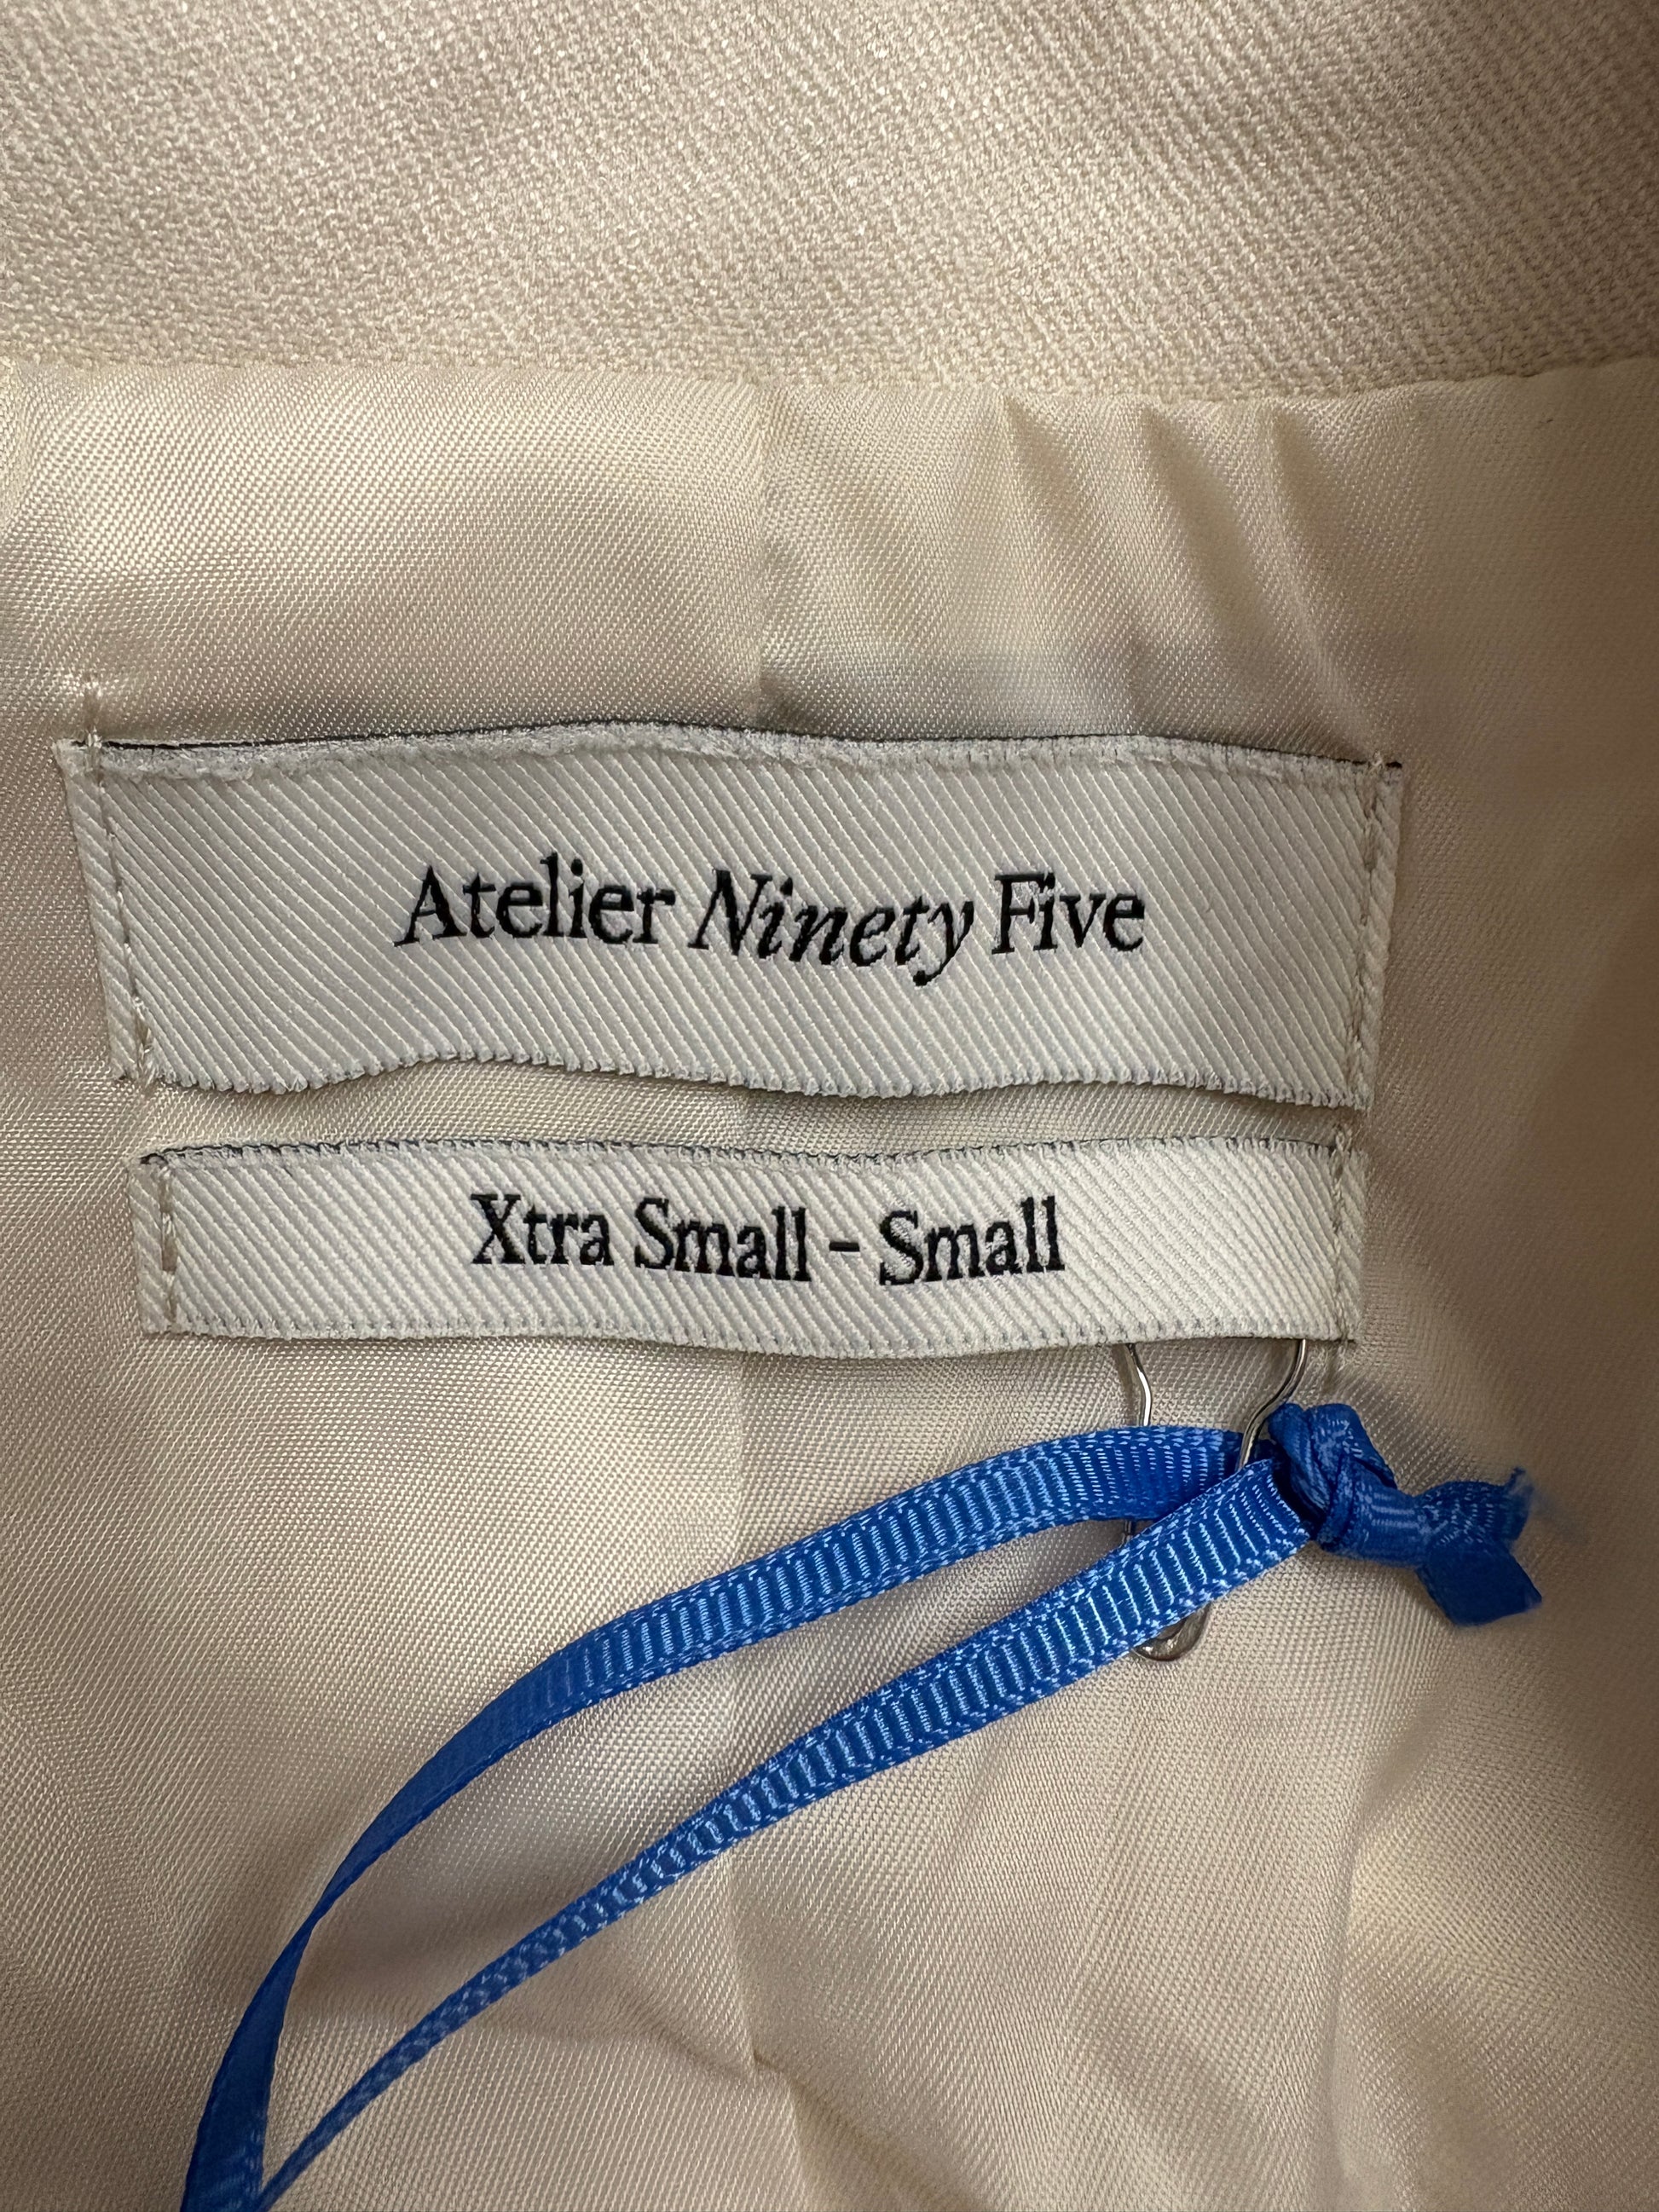 Atelier Ninety Five
Xtra Small - Small